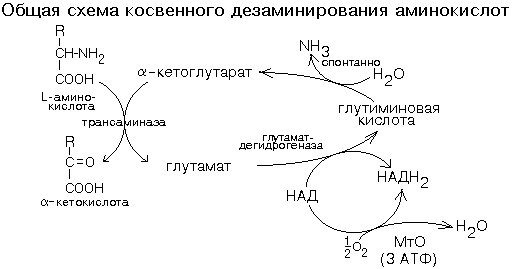 Общая схема косвенного дезаминирования аминокислот
R
CH-NH2
COOH
L-амино-
кислота
α-кетоглутарат
NH3
спонтанно
H2O
глутиминовая
кислота
трансаминаза
глутамат-
дегидрогеназа
R
C=O
COOH
α-кетокислота
глутамат
НАД
НАДН2
1/2O2
МтО
(3 АТФ)
H2O